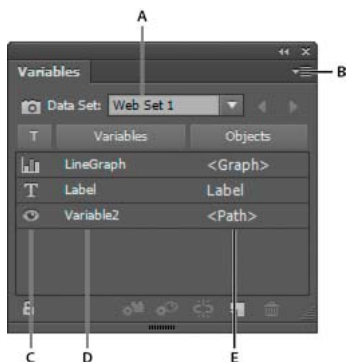 A
Variables
B
Data Set: Web Set 1
T Variables Objects
LineGraph <Graph>
T Label Label
Variable2 <Path>
C D E